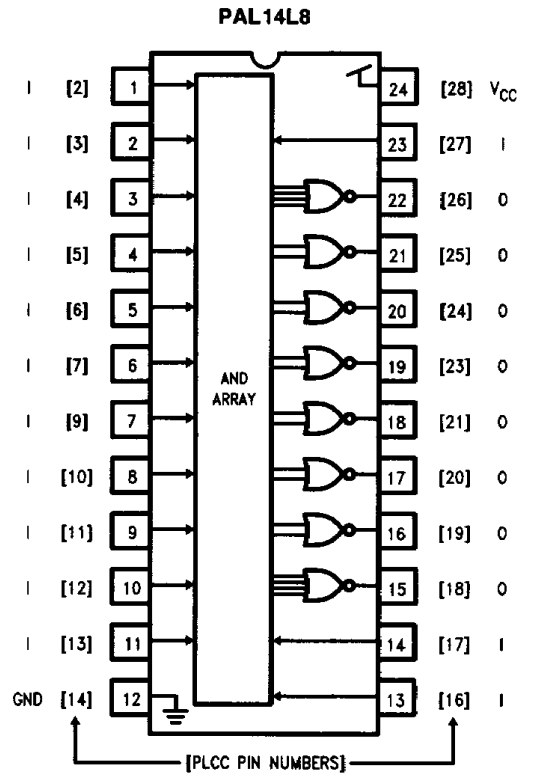 PAL14L8
I [2] 1 24 [28] VCC
I [3] 2 23 [27] I
I [4] 3 22 [26] O
I [5] 4 21 [25] O
I [6] 5 20 [24] O
I [7] 6 19 [23] O
AND
ARRAY
I [9] 7 18 [21] O
I [10] 8 17 [20] O
I [11] 9 16 [19] O
I [12] 10 15 [18] O
I [13] 11 14 [17] I
GND [14] 12 13 [16] I
[PLCC PIN NUMBERS]